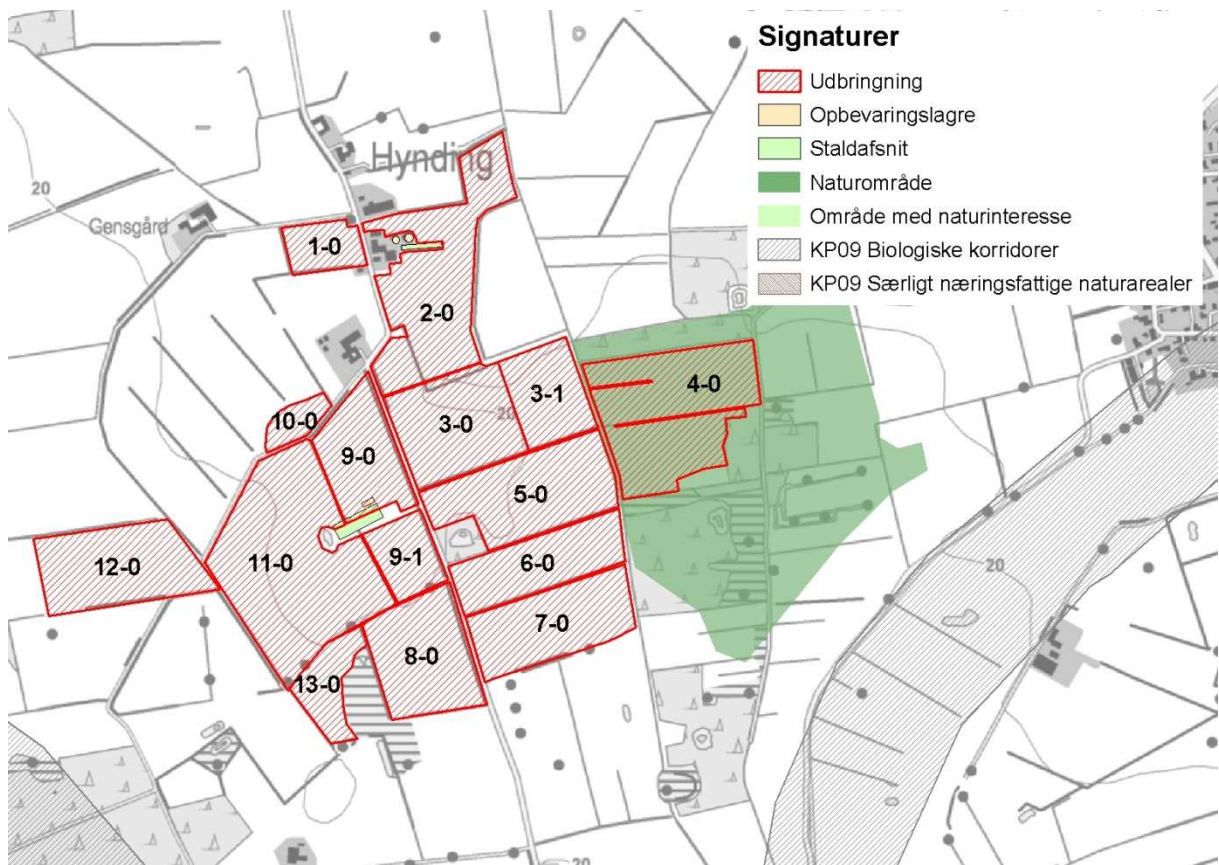 Signaturer
Udbringning
Opbevaringslagre
Staldafsnit
Naturområde
Område med naturinteresse
KP09 Biologiske korridorer
KP09 Særligt næringsfattige naturarealer
Hynding
20
Gensgård
1-0
2-0
4-0
3-1
3-0
20
10-0
9-0
5-0
12-0
11-0
9-1
6-0
20
7-0
8-0
13-0
20